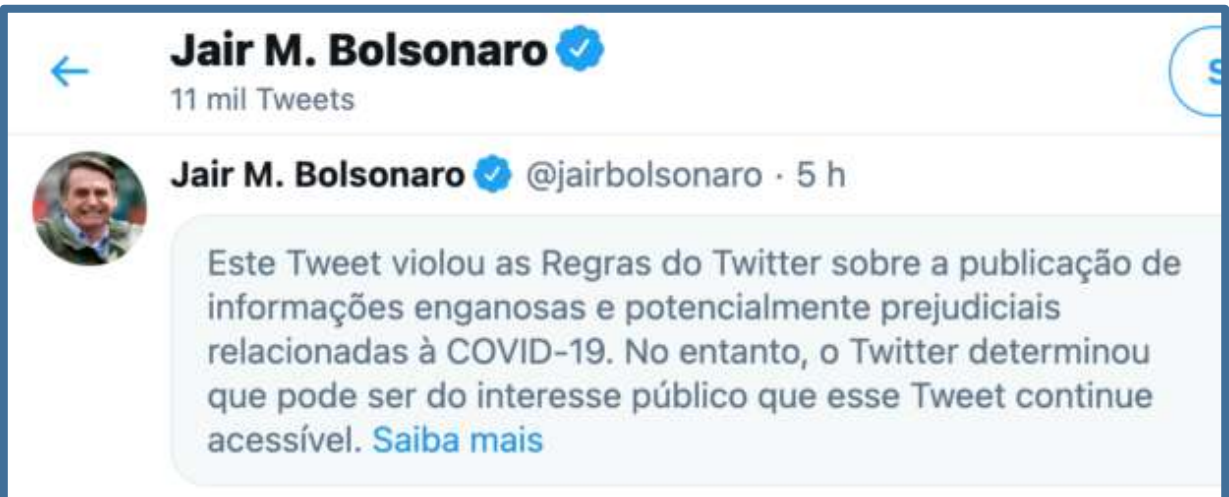 Jair M. Bolsonaro
11 mil Tweets
Jair M. Bolsonaro @jairbolsonaro · 5 h
Este Tweet violou as Regras do Twitter sobre a publicação de
informações enganosas e potencialmente prejudiciais
relacionadas à COVID-19. No entanto, o Twitter determinou
que pode ser do interesse público que esse Tweet continue
acessível. Saiba mais